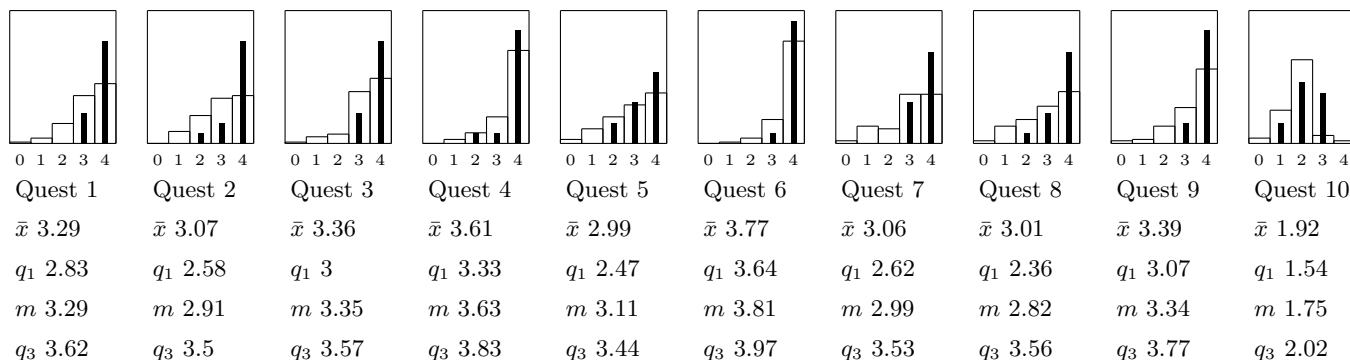 0 1 2 3 4 0 1 2 3 4 0 1 2 3 4 0 1 2 3 4 0 1 2 3 4 0 1 2 3 4 0 1 2 3 4 0 1 2 3 4 0 1 2 3 4 0 1 2 3 4
Quest 1 Quest 2 Quest 3 Quest 4 Quest 5 Quest 6 Quest 7 Quest 8 Quest 9 Quest 10
x̄ 3.29 x̄ 3.07 x̄ 3.36 x̄ 3.61 x̄ 2.99 x̄ 3.77 x̄ 3.06 x̄ 3.01 x̄ 3.39 x̄ 1.92
q₁ 2.83 q₁ 2.58 q₁ 3 q₁ 3.33 q₁ 2.47 q₁ 3.64 q₁ 2.62 q₁ 2.36 q₁ 3.07 q₁ 1.54
m 3.29 m 2.91 m 3.35 m 3.63 m 3.11 m 3.81 m 2.99 m 2.82 m 3.34 m 1.75
q₃ 3.62 q₃ 3.5 q₃ 3.57 q₃ 3.83 q₃ 3.44 q₃ 3.97 q₃ 3.53 q₃ 3.56 q₃ 3.77 q₃ 2.02